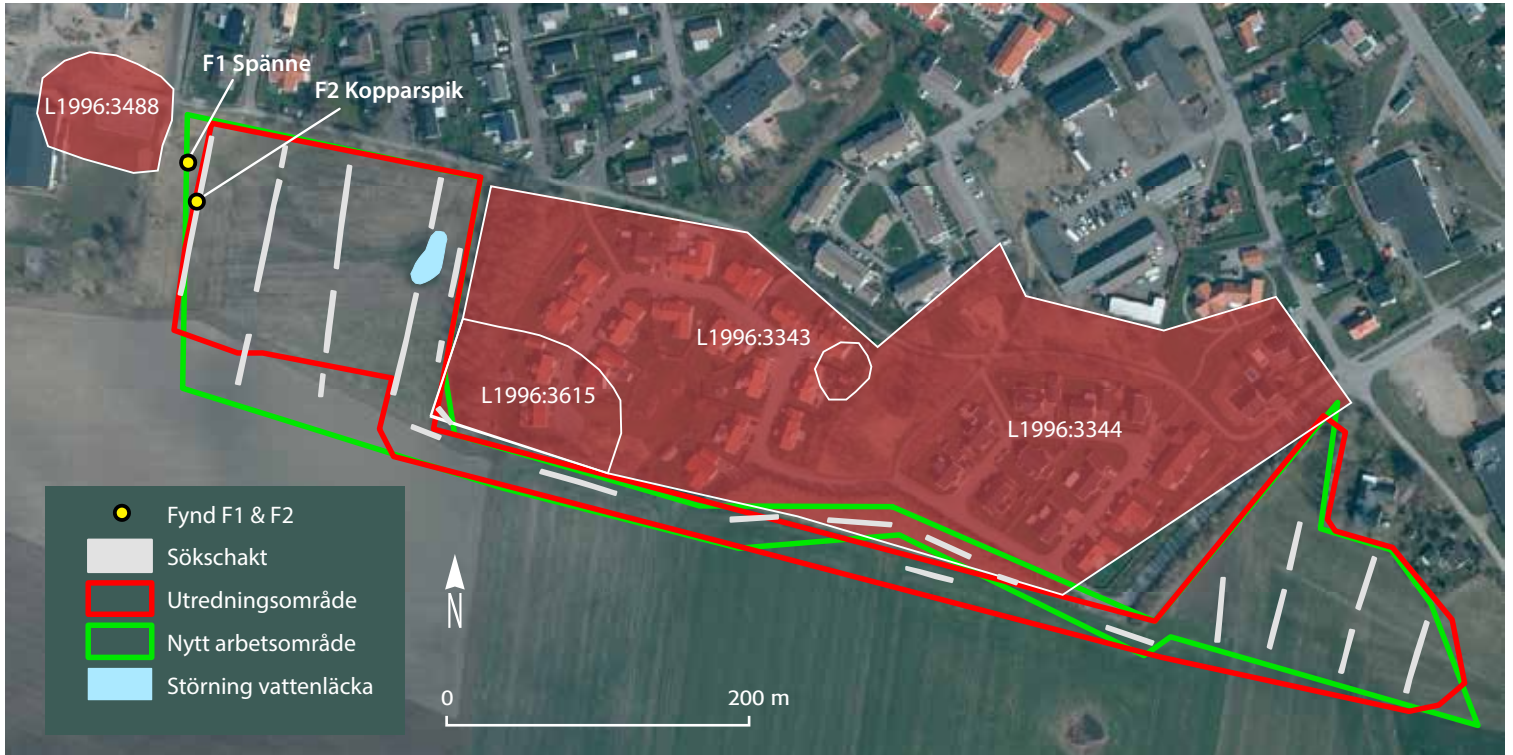 F1 Spänne
F2 Kopparspik
L1996:3488
L1996:3343
L1996:3615
L1996:3344
Fynd F1 & F2
Sökschakt
Utredningsområde
Nytt arbetsområde
Störning vattenläcka
N
0
200 m